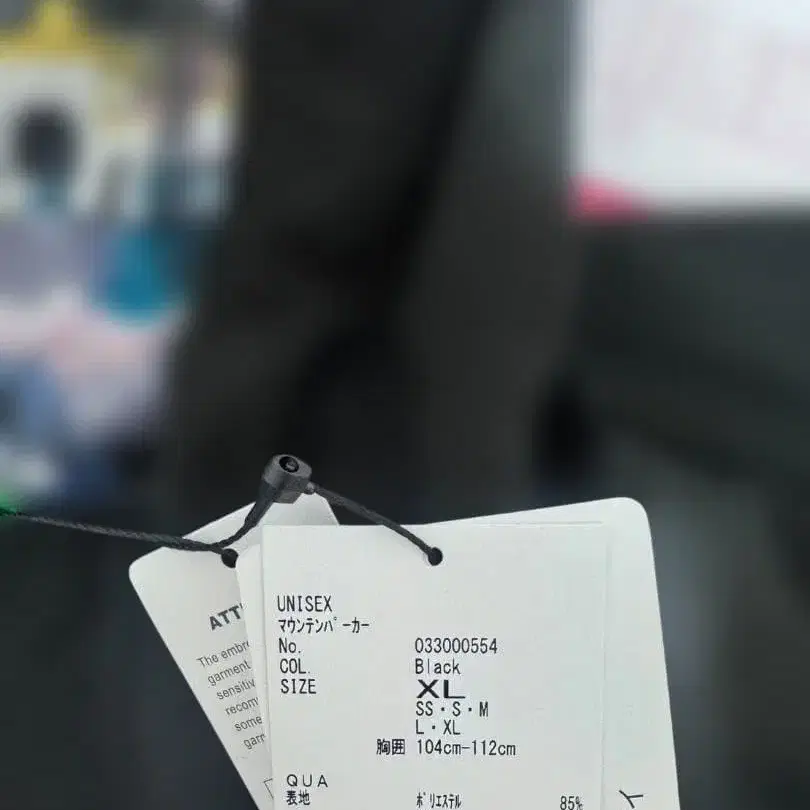 UNISEX
マウンテンパーカー
No. 033000554
COL. Black
SIZE XL
SS・S・M
L・XL
胸囲 104cm-112cm
QUA
表地 ポリエステル 85%
ATT
The embr
garment
sensitiv
recom
some
garm